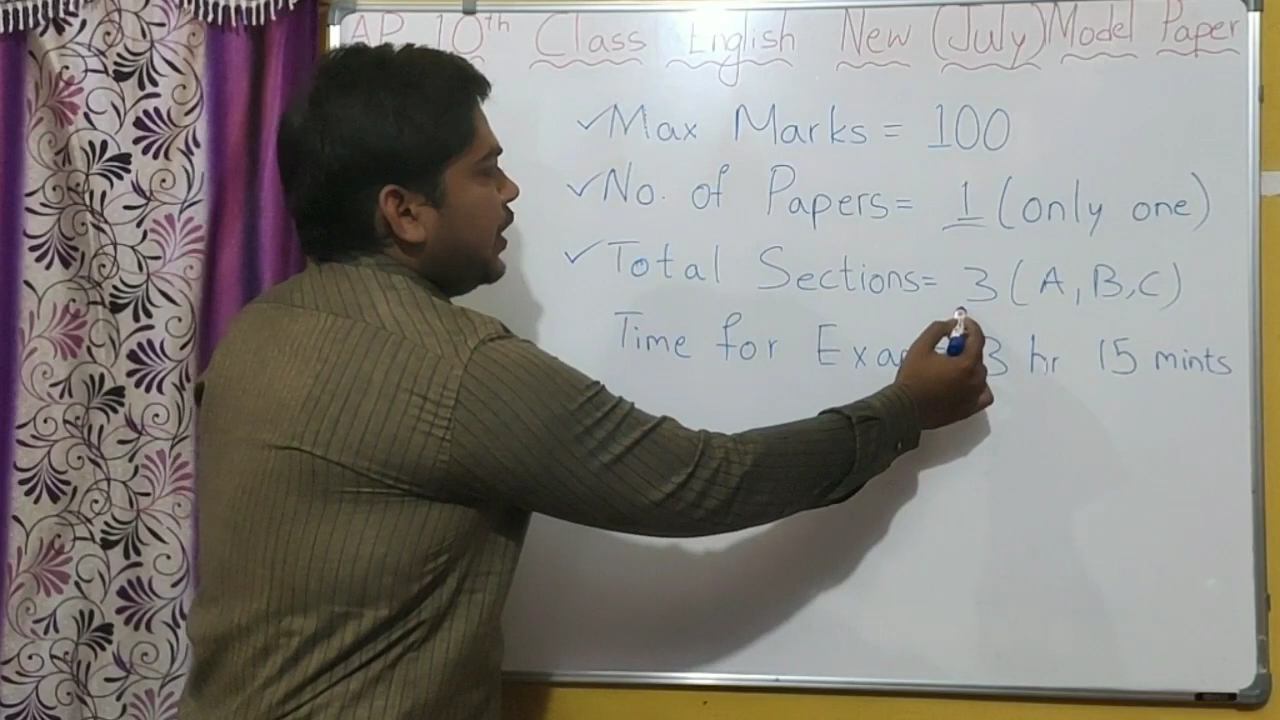 AP 10th Class English New (July) Model Paper
✓Max Marks = 100
✓No. of Papers= 1 (only one)
✓Total Sections= 3 (A, B, C)
Time for 3 hr 15 mints